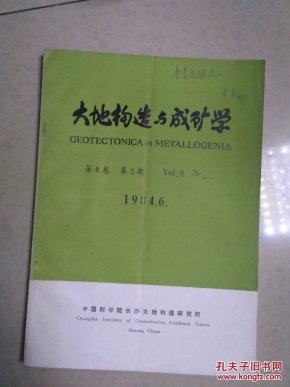 大地构造与成矿学
GEOTECTONICA et METALLOGENIA
第8卷 第2期 Vol.8 No.2
1984.6.
中国科学院长沙大地构造研究所
Changsha Institute of Geotectonics, Academia Sinica
Hunan, China
孔夫子旧书网